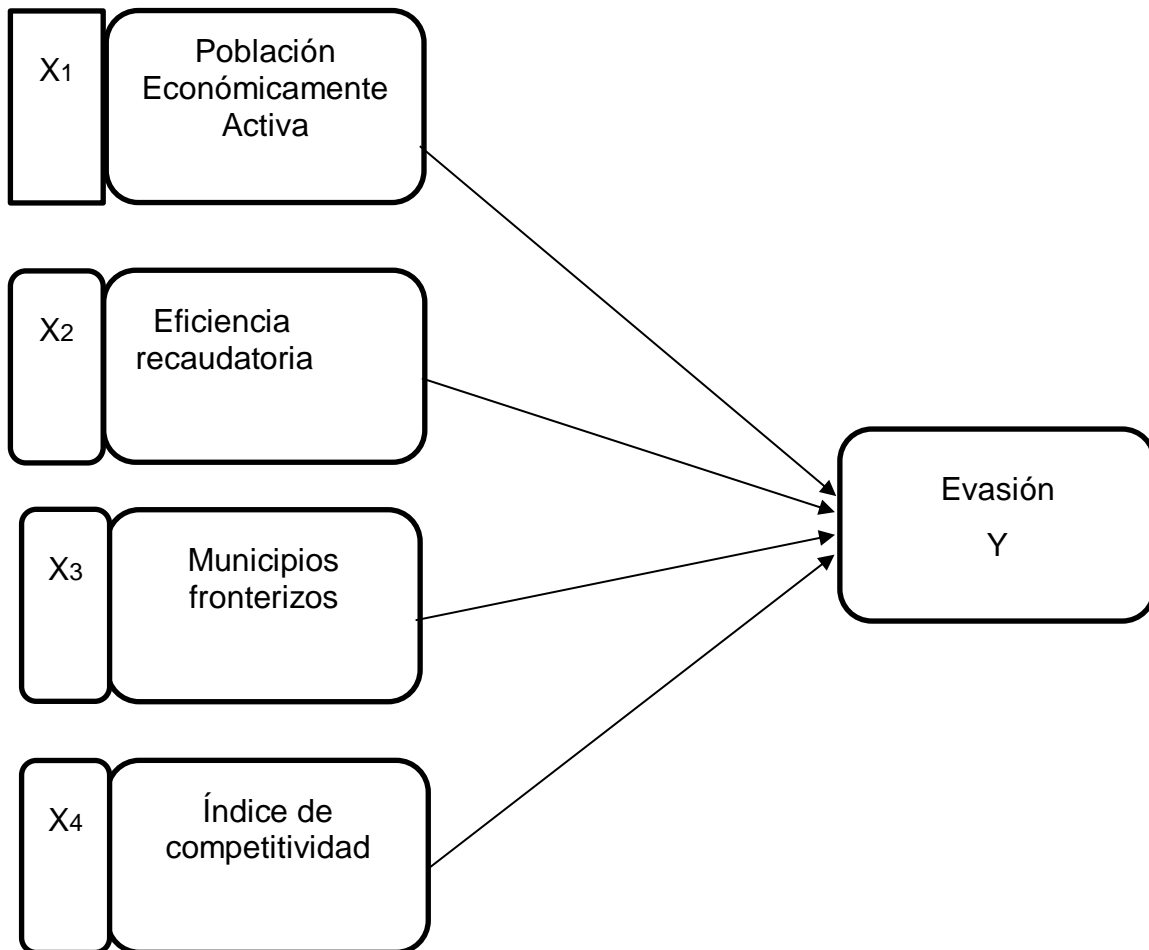 X1
Población
Económicamente
Activa
X2
Eficiencia
recaudatoria
X3
Municipios
fronterizos
X4
Índice de
competitividad
Evasión
Y